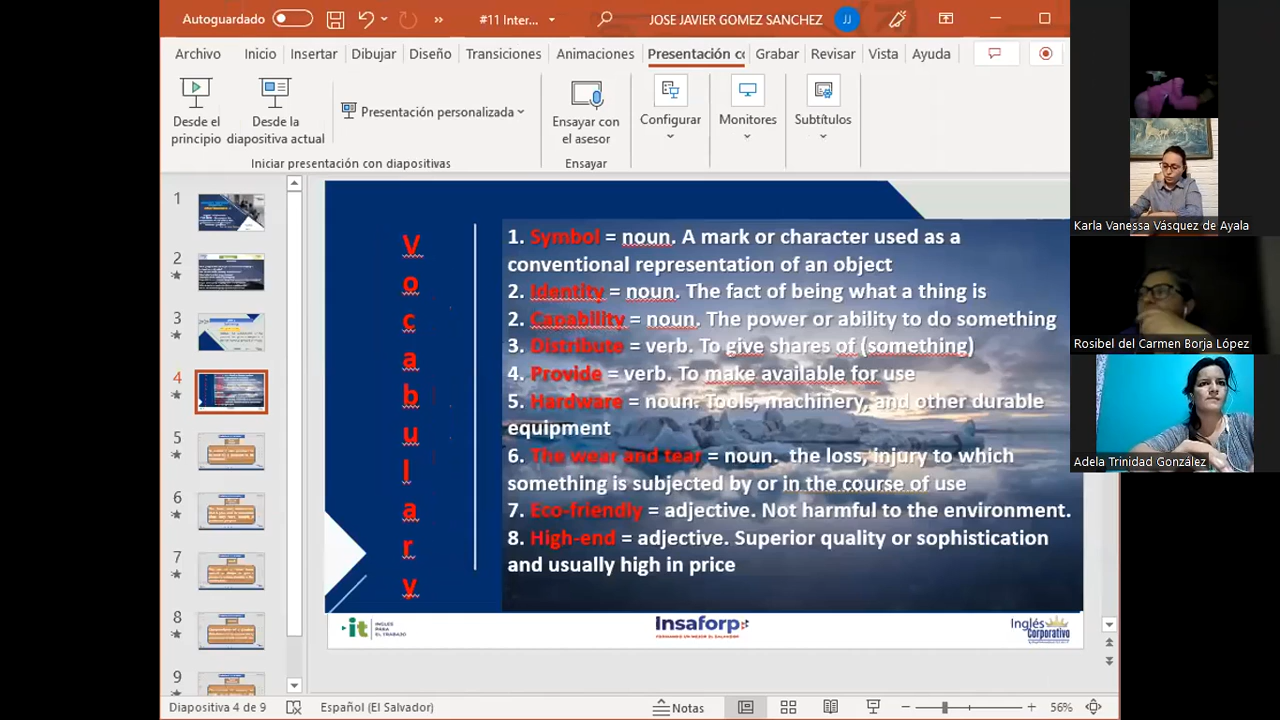 Autoguardado
#11 Inter...
JOSE JAVIER GOMEZ SANCHEZ
JJ
Archivo
Inicio
Insertar
Dibujar
Diseño
Transiciones
Animaciones
Presentación cc
Grabar
Revisar
Vista
Ayuda
Desde el principio
Desde la diapositiva actual
Presentación personalizada
Iniciar presentación con diapositivas
Ensayar con el asesor
Ensayar
Configurar
Monitores
Subtítulos
1
2
3
4
5
6
7
8
9
Vocabulary
1. Symbol = noun. A mark or character used as a
conventional representation of an object
2. Identity = noun. The fact of being what a thing is
2. Capability = noun. The power or ability to do something
3. Distribute = verb. To give shares of (something)
4. Provide = verb. To make available for use
5. Hardware = noun. Tools, machinery, and other durable
equipment
6. The wear and tear = noun. the loss, injury to which
something is subjected by or in the course of use
7. Eco-friendly = adjective. Not harmful to the environment.
8. High-end = adjective. Superior quality or sophistication
and usually high in price
it
INGLES
PARA
EL TRABAJO
Insaforp
FORMANDO UN MEJOR EL SALVADOR
Inglés
Corporativo
Karla Vanessa Vásquez de Ayala
Rosibel del Carmen Borja López
Adela Trinidad González
Diapositiva 4 de 9
Español (El Salvador)
Notas
56%